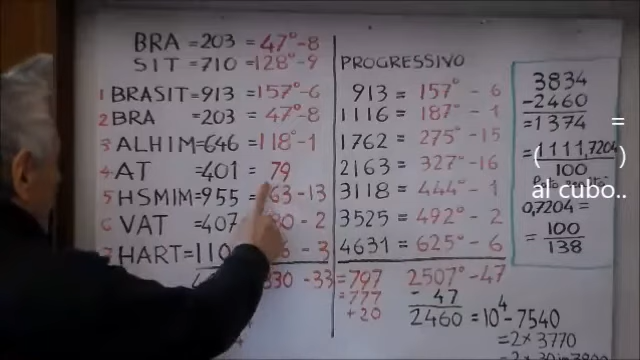 BRA = 203 = 47° - 8
SIT = 710 = 128° - 9
1 BRASIT = 913 = 157° - 6
2 BRA = 203 = 47° - 8
3 ALHIM = 646 = 118° - 1
4 AT = 401 = 79
5 HSMIM = 955 = 63 - 13
6 VAT = 407 - 2
HART = 110 - 3
330 - 33 = 797
= 777
+ 20
PROGRESSIVO
913 = 157° - 6
1116 = 187° - 1
1762 = 275° - 15
2163 = 327° - 16
3118 = 444° - 1
3525 = 492° - 2
4631 = 625° - 6
2507° - 47
- 47
2460 = 10⁴ - 7540
= 2 x 3770
3834
- 2460
= 1374
= (1111,7204 =
100
al cubo..
0,7204 =
= 100
138